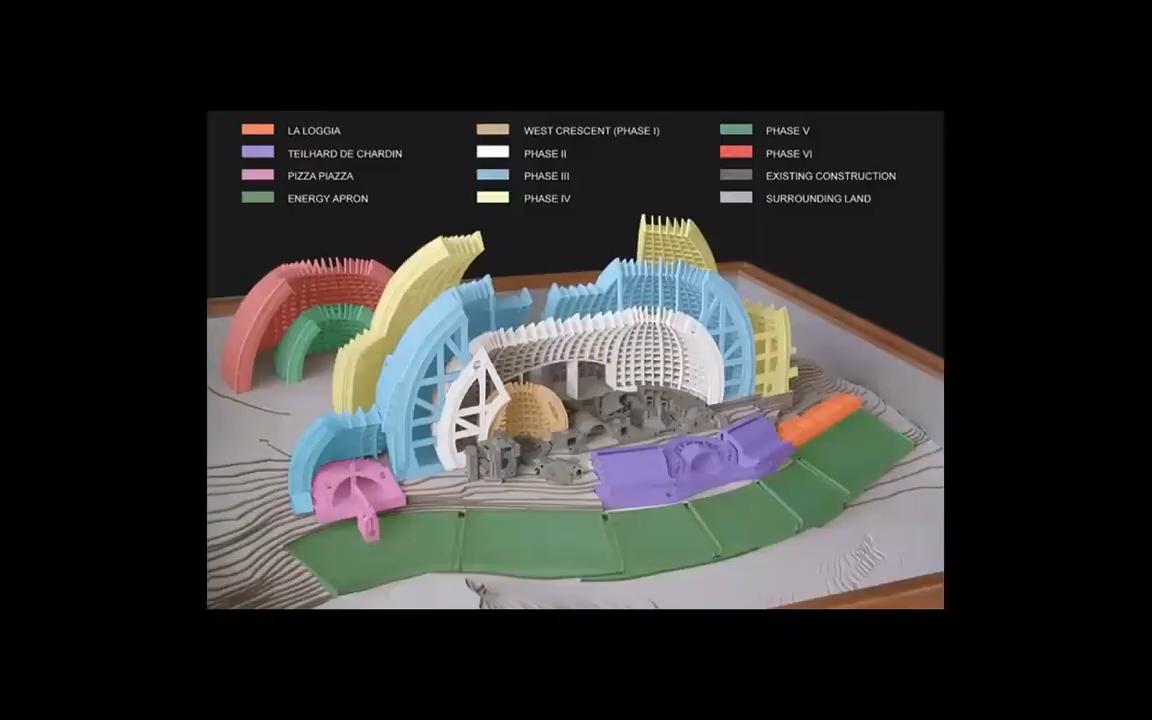 LA LOGGIA
TEILHARD DE CHARDIN
PIZZA PIAZZA
ENERGY APRON
WEST CRESCENT (PHASE I)
PHASE II
PHASE III
PHASE IV
PHASE V
PHASE VI
EXISTING CONSTRUCTION
SURROUNDING LAND